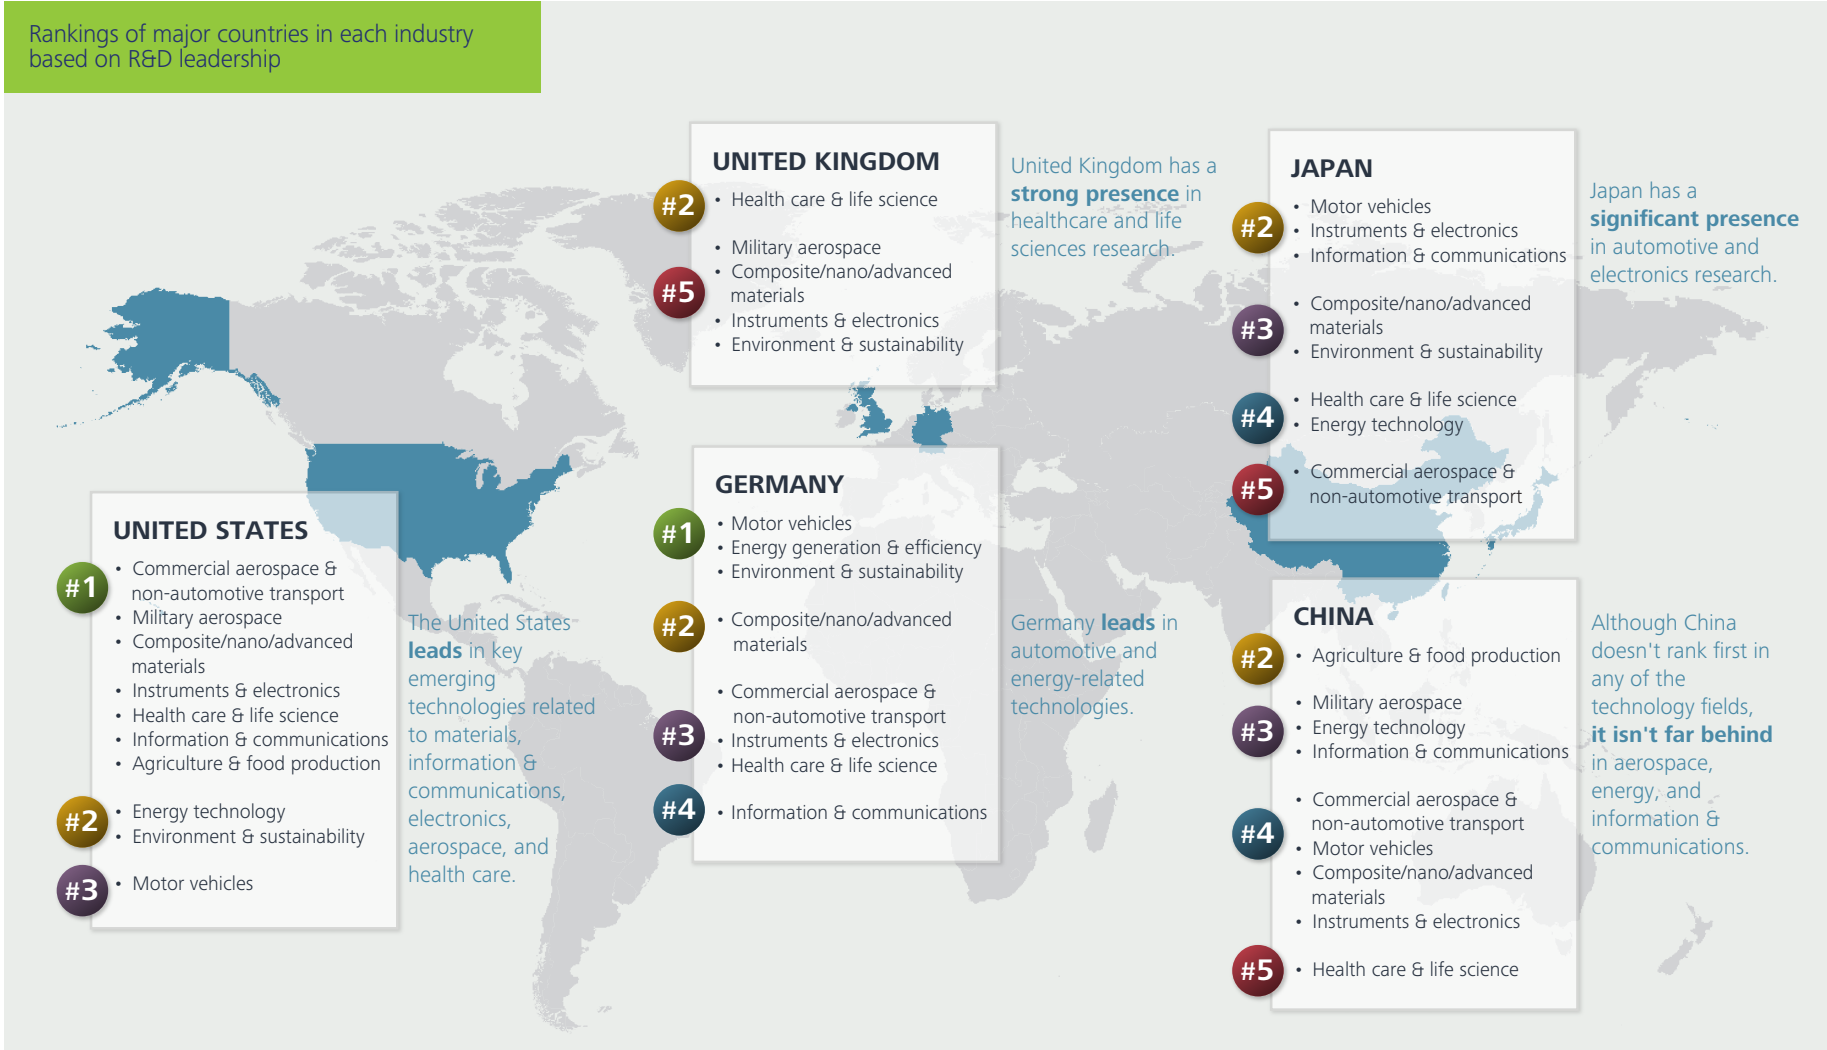 Rankings of major countries in each industry
based on R&D leadership
UNITED KINGDOM
#2
• Health care & life science
#5
• Military aerospace
• Composite/nano/advanced
materials
• Instruments & electronics
• Environment & sustainability
United Kingdom has a
strong presence in
healthcare and life
sciences research.
JAPAN
#2
• Motor vehicles
• Instruments & electronics
• Information & communications
#3
• Composite/nano/advanced
materials
• Environment & sustainability
#4
• Health care & life science
• Energy technology
#5
• Commercial aerospace &
non-automotive transport
Japan has a
significant presence
in automotive and
electronics research.
UNITED STATES
#1
• Commercial aerospace &
non-automotive transport
• Military aerospace
• Composite/nano/advanced
materials
• Instruments & electronics
• Health care & life science
• Information & communications
• Agriculture & food production
#2
• Energy technology
• Environment & sustainability
#3
• Motor vehicles
The United States
leads in key
emerging
technologies related
to materials,
information &
communications,
electronics,
aerospace, and
health care.
GERMANY
#1
• Motor vehicles
• Energy generation & efficiency
• Environment & sustainability
#2
• Composite/nano/advanced
materials
#3
• Commercial aerospace &
non-automotive transport
• Instruments & electronics
• Health care & life science
#4
• Information & communications
Germany leads in
automotive and
energy-related
technologies.
CHINA
#2
• Agriculture & food production
#3
• Military aerospace
• Energy technology
• Information & communications
#4
• Commercial aerospace &
non-automotive transport
• Motor vehicles
• Composite/nano/advanced
materials
• Instruments & electronics
#5
• Health care & life science
Although China
doesn't rank first in
any of the
technology fields,
it isn't far behind
in aerospace,
energy, and
information &
communications.